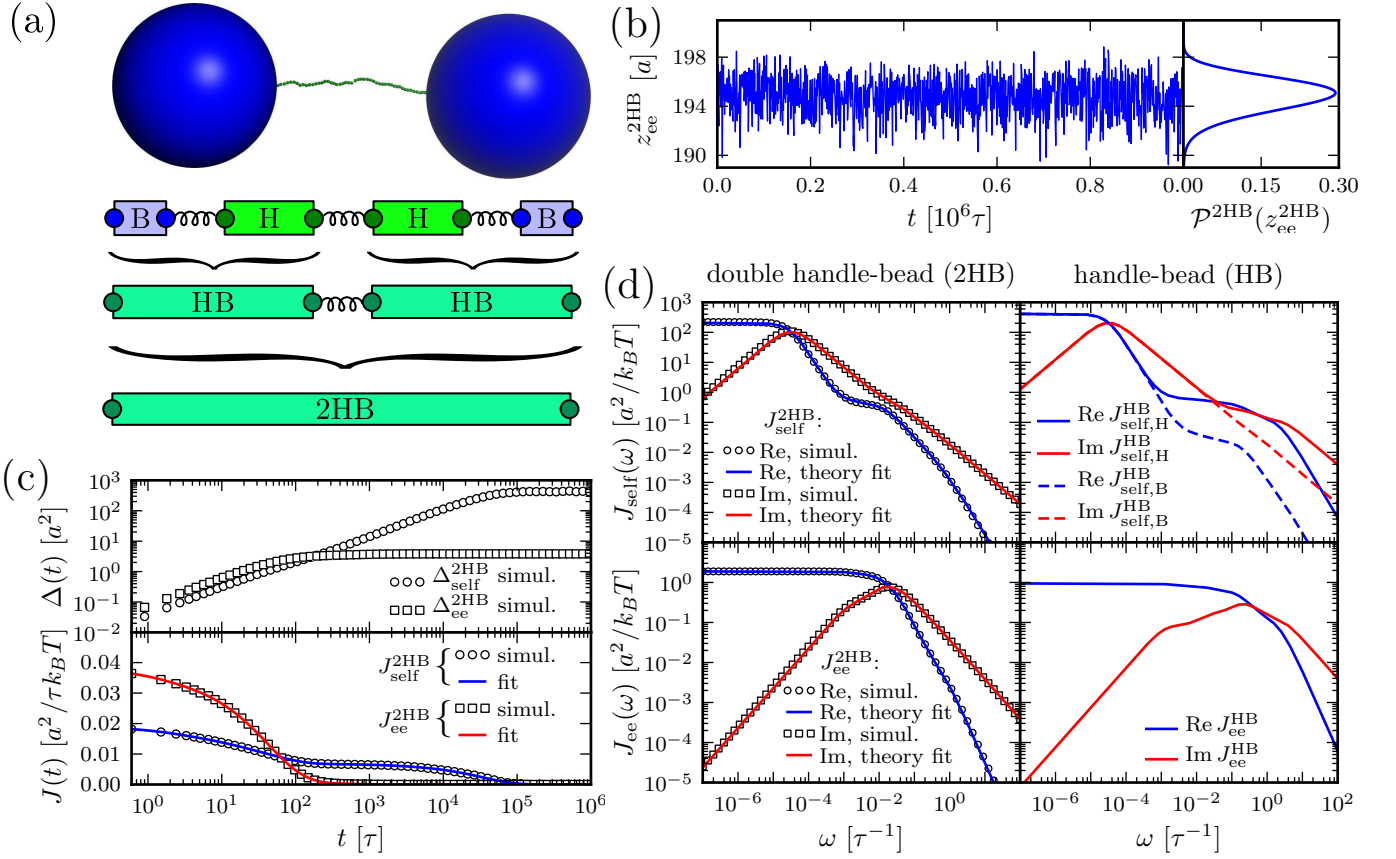 (a)
B H H B
HB HB
2HB
(b)
z_ee^2HB [a]
198
194
190
0.0 0.2 0.4 0.6 0.8 0.00 0.15 0.30
t [10^6 τ]
P^2HB(z_ee^2HB)
(c)
Δ(t) [a^2]
10^3
10^2
10^1
10^0
10^-1
10^-2
Δ_self^2HB simul.
Δ_ee^2HB simul.
J(t) [a^2/τk_BT]
0.04
0.03
0.02
0.01
0.00
J_self^2HB { simul.
fit
J_ee^2HB { simul.
fit
10^0 10^1 10^2 10^3 10^4 10^5 10^6
t [τ]
(d)
double handle-bead (2HB) handle-bead (HB)
J_self(ω) [a^2/k_BT]
10^3
10^2
10^1
10^0
10^-1
10^-2
10^-3
10^-4
10^-5
J_self^2HB:
Re, simul.
Re, theory fit
Im, simul.
Im, theory fit
Re J_self,H^HB
Im J_self,H^HB
Re J_self,B^HB
Im J_self,B^HB
J_ee(ω) [a^2/k_BT]
10^0
10^-1
10^-2
10^-3
10^-4
10^-5
J_ee^2HB:
Re, simul.
Re, theory fit
Im, simul.
Im, theory fit
Re J_ee^HB
Im J_ee^HB
10^-6 10^-4 10^-2 10^0 10^-6 10^-4 10^-2 10^0 10^2
ω [τ^-1] ω [τ^-1]